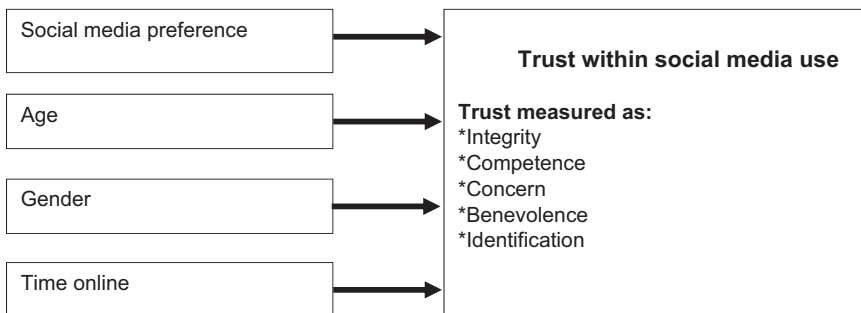 Social media preference
Age
Gender
Time online
Trust within social media use
Trust measured as:
*Integrity
*Competence
*Concern
*Benevolence
*Identification